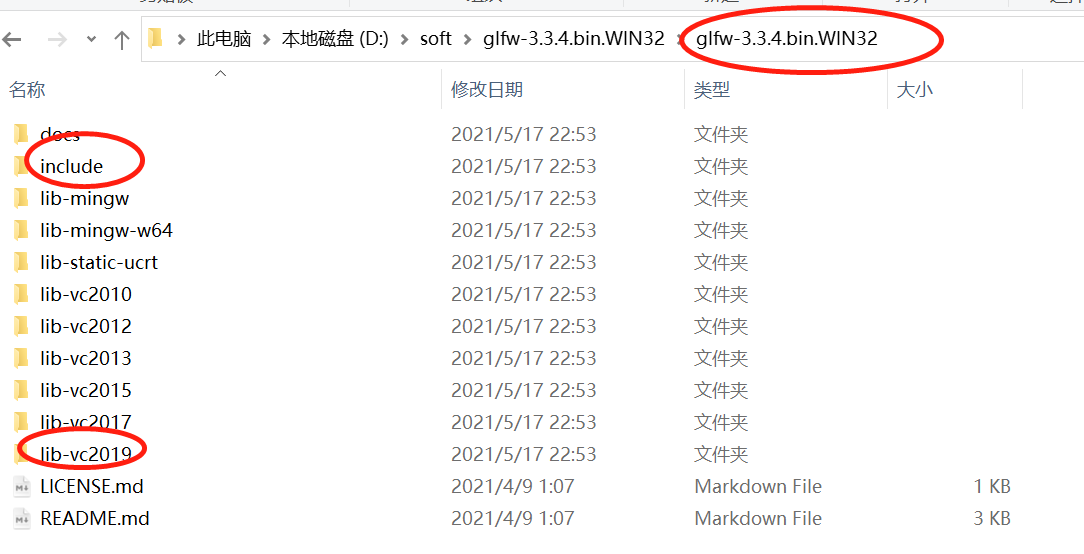 此电脑 本地磁盘 (D:) soft glfw-3.3.4.bin.WIN32 glfw-3.3.4.bin.WIN32
名称 修改日期 类型 大小
docs 2021/5/17 22:53 文件夹
include 2021/5/17 22:53 文件夹
lib-mingw 2021/5/17 22:53 文件夹
lib-mingw-w64 2021/5/17 22:53 文件夹
lib-static-ucrt 2021/5/17 22:53 文件夹
lib-vc2010 2021/5/17 22:53 文件夹
lib-vc2012 2021/5/17 22:53 文件夹
lib-vc2013 2021/5/17 22:53 文件夹
lib-vc2015 2021/5/17 22:53 文件夹
lib-vc2017 2021/5/17 22:53 文件夹
lib-vc2019 2021/5/17 22:53 文件夹
LICENSE.md 2021/4/9 1:07 Markdown File 1 KB
README.md 2021/4/9 1:07 Markdown File 3 KB